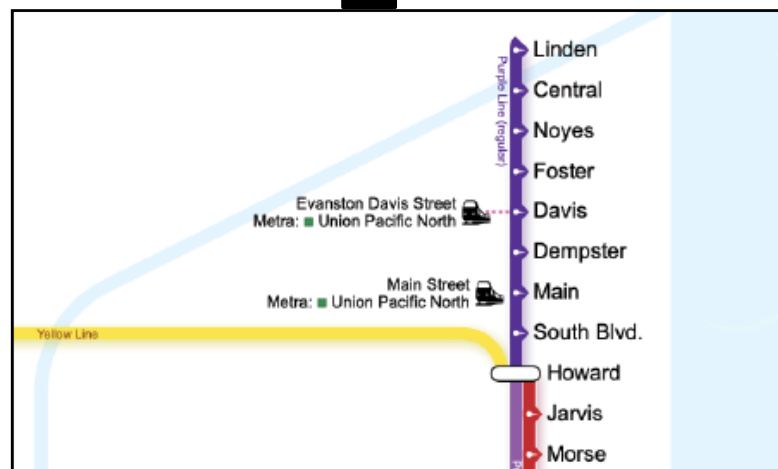 Linden
Central
Purple Line (regular)
Noyes
Foster
Evanston Davis Street
Metra: Union Pacific North
Davis
Dempster
Main Street
Metra: Union Pacific North
Main
Yellow Line
South Blvd.
Howard
Jarvis
Morse